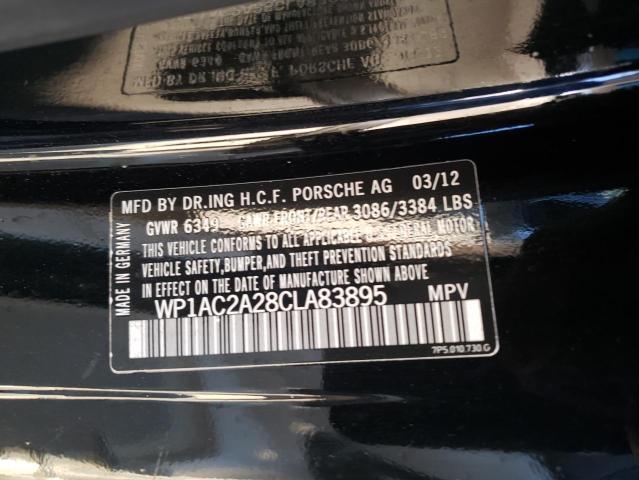 MFD BY DR.ING H.C.F. PORSCHE AG 03/12
GVWR 6349 GAWR FRONT/REAR 3086/3384 LBS
THIS VEHICLE CONFORMS TO ALL APPLICABLE U.S. FEDERAL MOTOR
VEHICLE SAFETY, BUMPER, AND THEFT PREVENTION STANDARDS
IN EFFECT ON THE DATE OF MANUFACTURE SHOWN ABOVE
WP1AC2A28CLA83895 MPV
7P5.010.730 G
MADE IN GERMANY